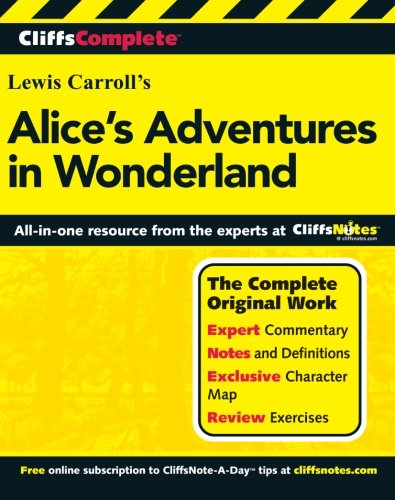 CliffsComplete™
Lewis Carroll's
Alice's Adventures
in Wonderland
All-in-one resource from the experts at CliffsNotes™
@ cliffsnotes.com
The Complete
Original Work
Expert Commentary
Notes and Definitions
Exclusive Character
Map
Review Exercises
Free online subscription to CliffsNote-A-Day™ tips at cliffsnotes.com